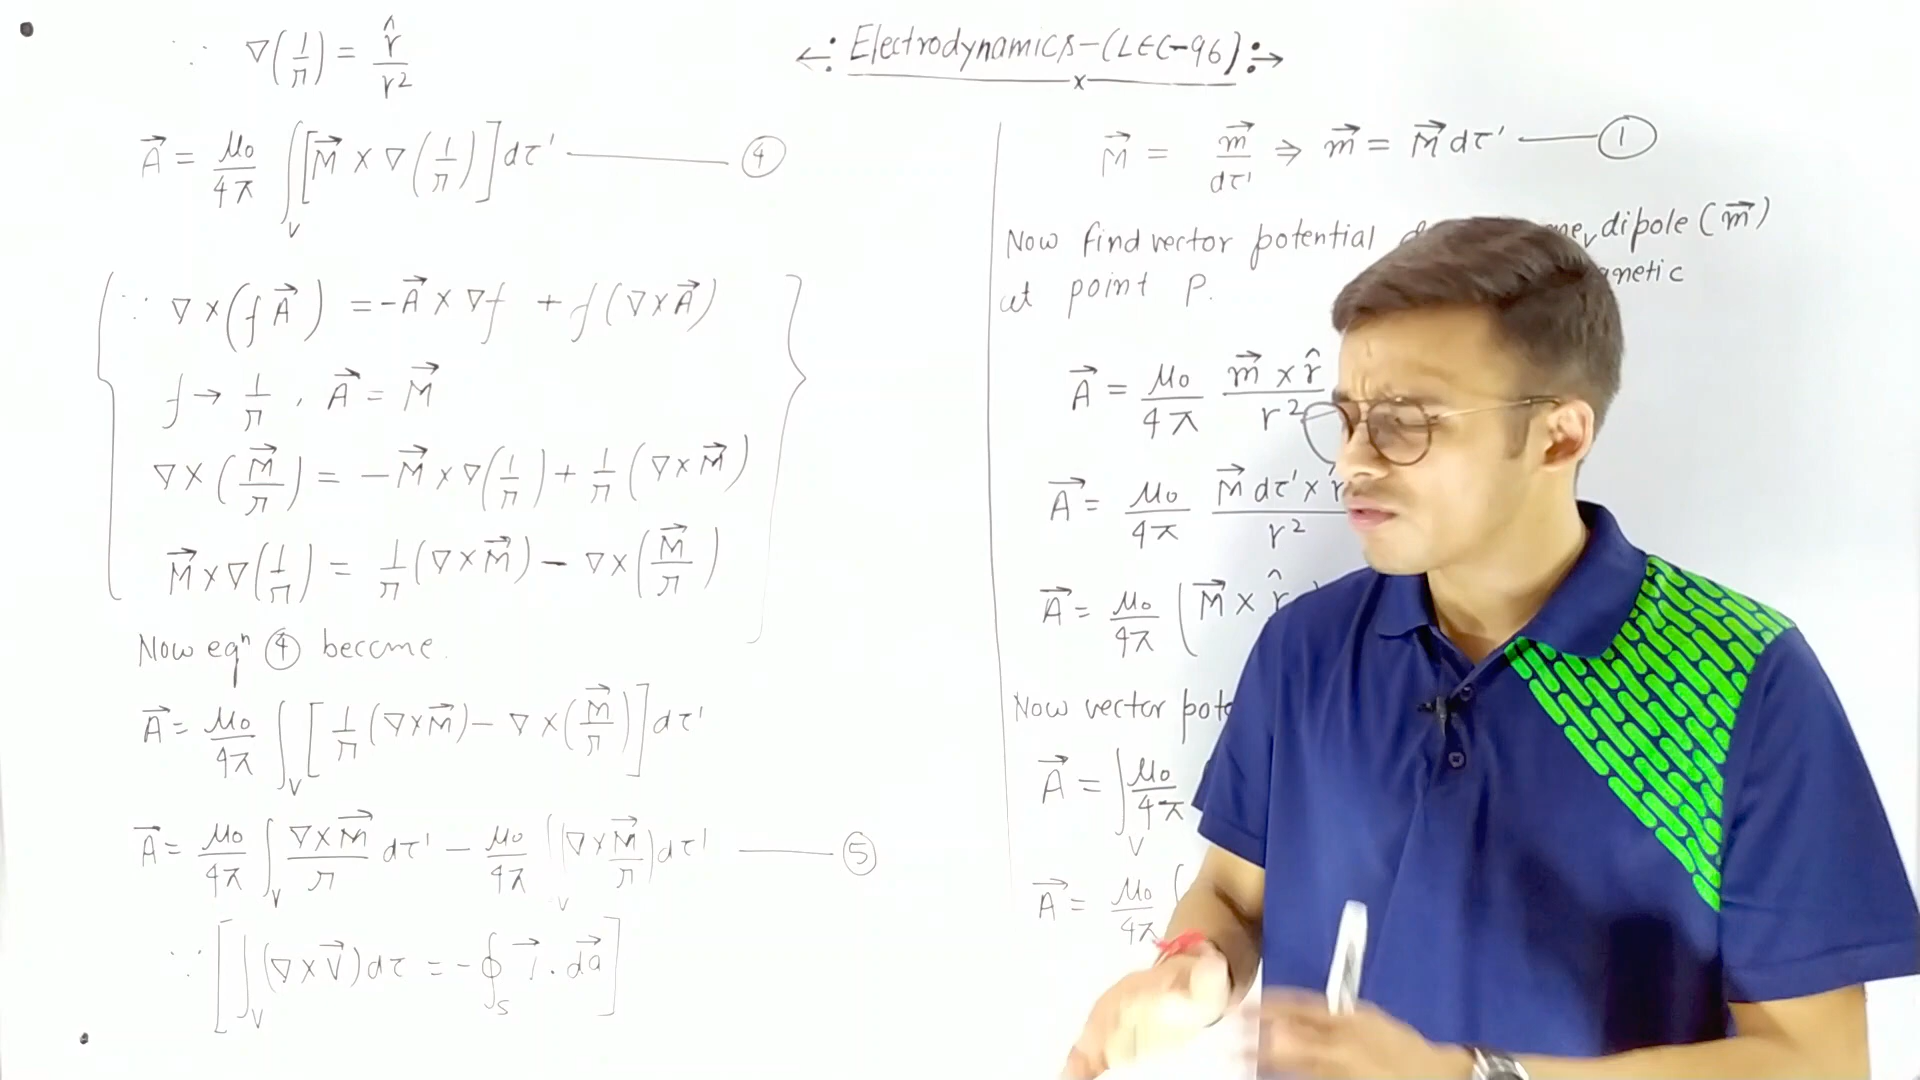 ∵ ∇(1/r) = r̂/r²
A⃗ = μ₀/4π ∫_V [M⃗ × ∇(1/r)] dτ' —— ④
∵ ∇×(f A⃗) = -A⃗ × ∇f + f(∇×A⃗)
f → 1/r , A⃗ = M⃗
∇×(M⃗/r) = -M⃗ × ∇(1/r) + 1/r (∇×M⃗)
M⃗×∇(1/r) = 1/r (∇×M⃗) - ∇×(M⃗/r)
Now eqⁿ ④ become.
A⃗ = μ₀/4π ∫_V [1/r (∇×M⃗) - ∇×(M⃗/r)] dτ'
A⃗ = μ₀/4π ∫_V ∇×M⃗/r dτ' - μ₀/4π ∫_V (∇×M⃗/r) dτ' —— ⑤
∵ [∫_V (∇×V⃗) dτ = -∮_S . da⃗]
←: Electrodynamics-(LEC-96) :→
x
M⃗ = m⃗/dτ' ⇒ m⃗ = M⃗ dτ' —— ①
Now find vector potential dipole (m⃗)
at point P.
A⃗ = μ₀/4π m⃗ × r̂/r²
A⃗ = μ₀/4π M⃗ dτ' × r̂/r²
A⃗ = μ₀/4π (M⃗ × r̂
Now vector
A⃗ = ∫_V μ₀/4π
A⃗ = μ₀/4π